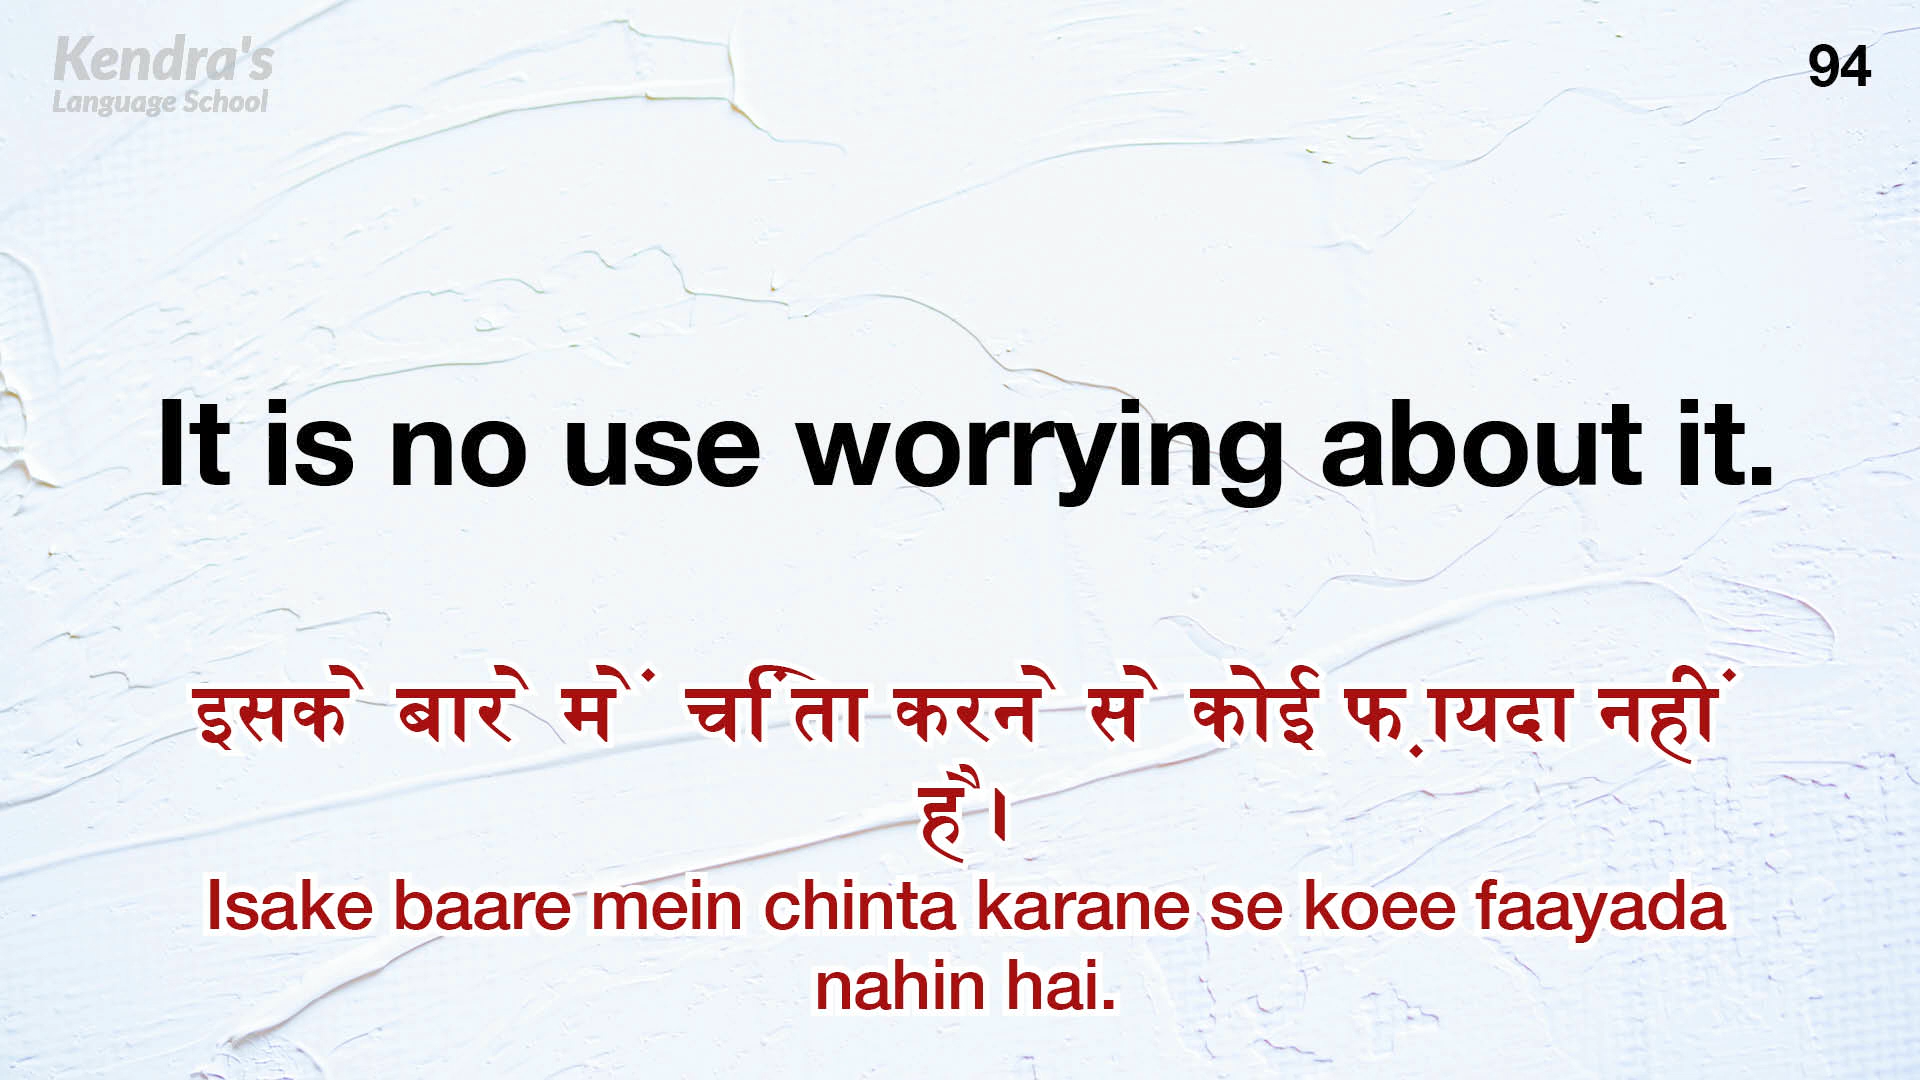 Kendra's
Language School
94
It is no use worrying about it.
इसके बारे में चिंता करने से कोई फ़ायदा नहीं
है।
Isake baare mein chinta karane se koee faayada
nahin hai.